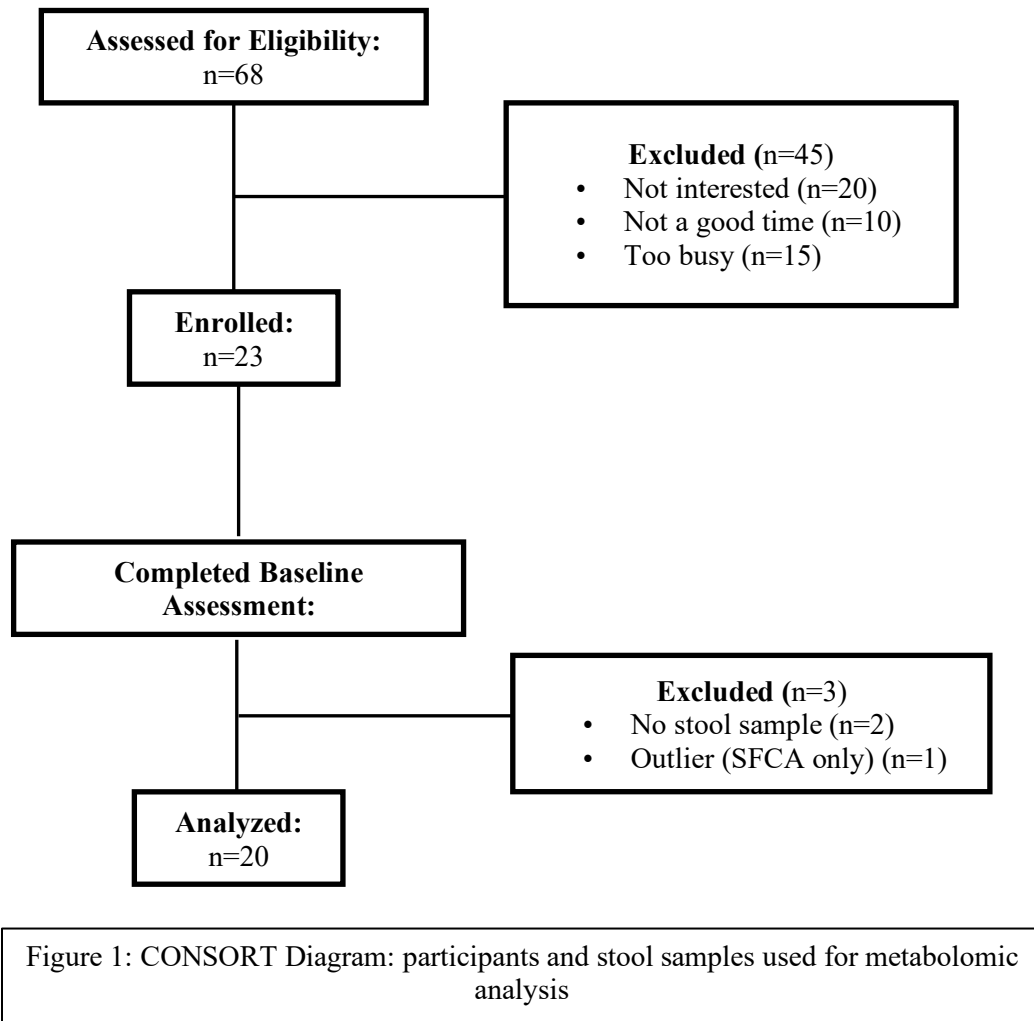 Assessed for Eligibility:
n=68
Excluded (n=45)
• Not interested (n=20)
• Not a good time (n=10)
• Too busy (n=15)
Enrolled:
n=23
Completed Baseline
Assessment:
Excluded (n=3)
• No stool sample (n=2)
• Outlier (SFCA only) (n=1)
Analyzed:
n=20
Figure 1: CONSORT Diagram: participants and stool samples used for metabolomic
analysis